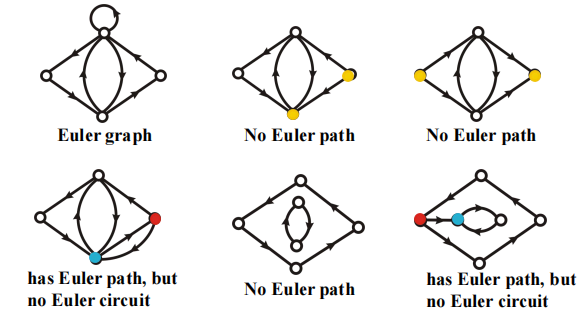 Euler graph
No Euler path
No Euler path
has Euler path, but
no Euler circuit
No Euler path
has Euler path, but
no Euler circuit